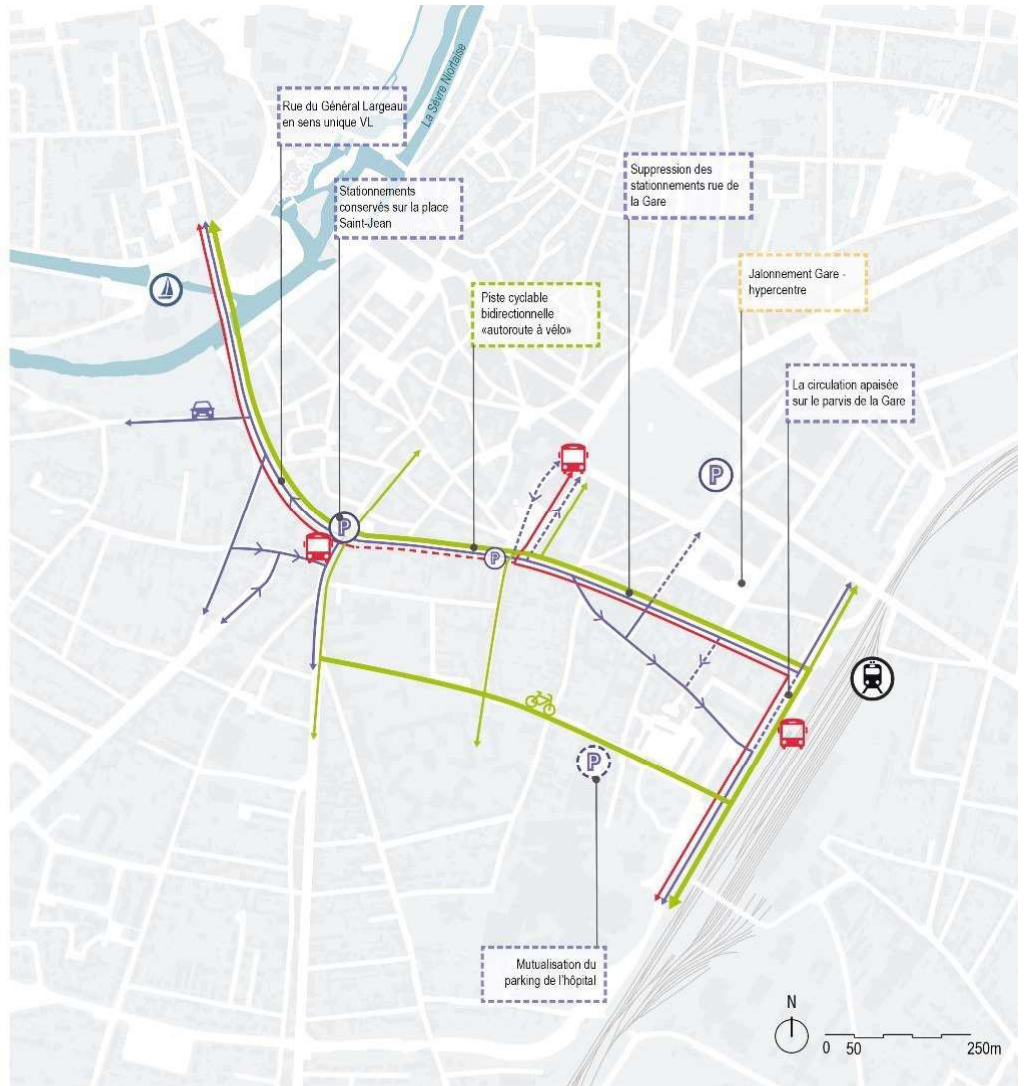 La Sèvre Niortaise
Rue du Général Largeau
en sens unique VL
Stationnements
conservés sur la place
Saint-Jean
Suppression des
stationnements rue de
la Gare
Jalonnement Gare -
hypercentre
Piste cyclable
bidirectionnelle
«autoroute à vélo»
La circulation apaisée
sur le parvis de la Gare
P
P
P
P
Mutualisation du
parking de l'hôpital
N
0 50 250m